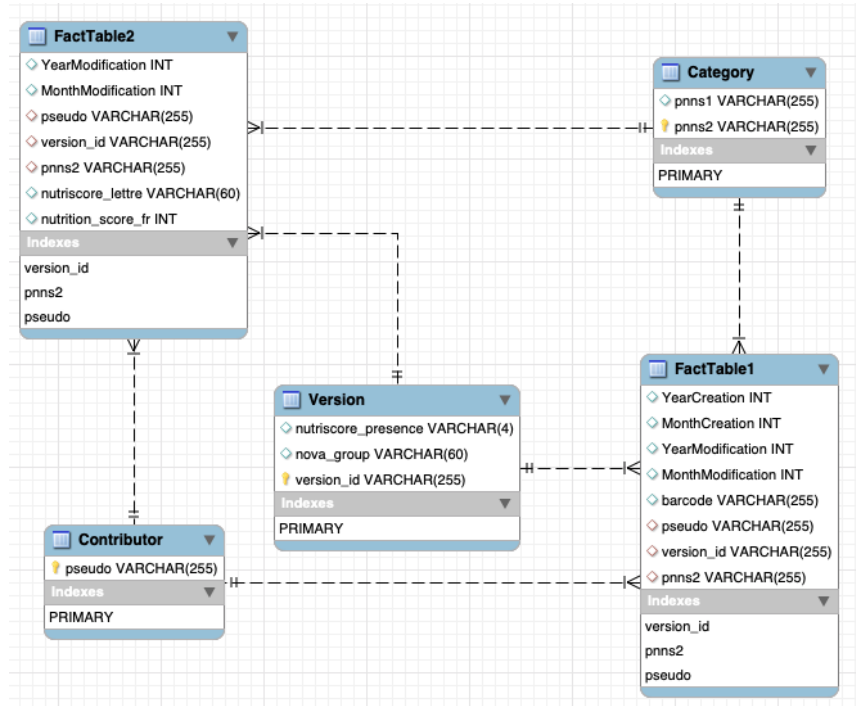 FactTable2
YearModification INT
MonthModification INT
pseudo VARCHAR(255)
version_id VARCHAR(255)
pnns2 VARCHAR(255)
nutriscore_lettre VARCHAR(60)
nutrition_score_fr INT
Indexes
version_id
pnns2
pseudo
Category
pnns1 VARCHAR(255)
pnns2 VARCHAR(255)
Indexes
PRIMARY
Version
nutriscore_presence VARCHAR(4)
nova_group VARCHAR(60)
version_id VARCHAR(255)
Indexes
PRIMARY
FactTable1
YearCreation INT
MonthCreation INT
YearModification INT
MonthModification INT
barcode VARCHAR(255)
pseudo VARCHAR(255)
version_id VARCHAR(255)
pnns2 VARCHAR(255)
Indexes
version_id
pnns2
pseudo
Contributor
pseudo VARCHAR(255)
Indexes
PRIMARY